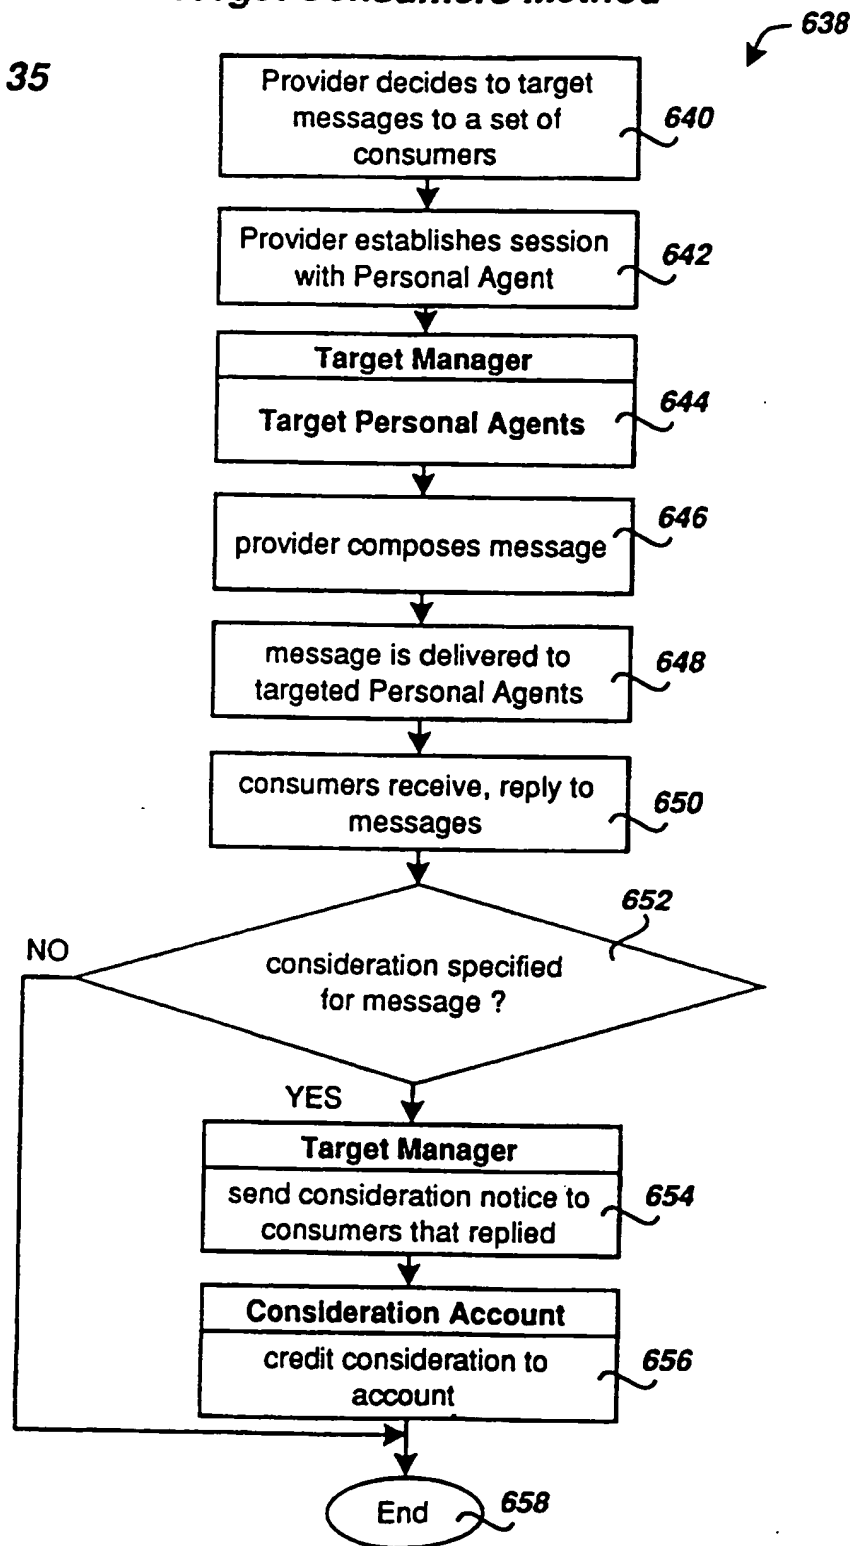 Target Consumers Method
638
35
Provider decides to target
messages to a set of
consumers
640
Provider establishes session
with Personal Agent
642
Target Manager
Target Personal Agents
644
provider composes message
646
message is delivered to
targeted Personal Agents
648
consumers receive, reply to
messages
650
652
NO
consideration specified
for message ?
YES
Target Manager
send consideration notice to
consumers that replied
654
Consideration Account
credit consideration to
account
656
End
658